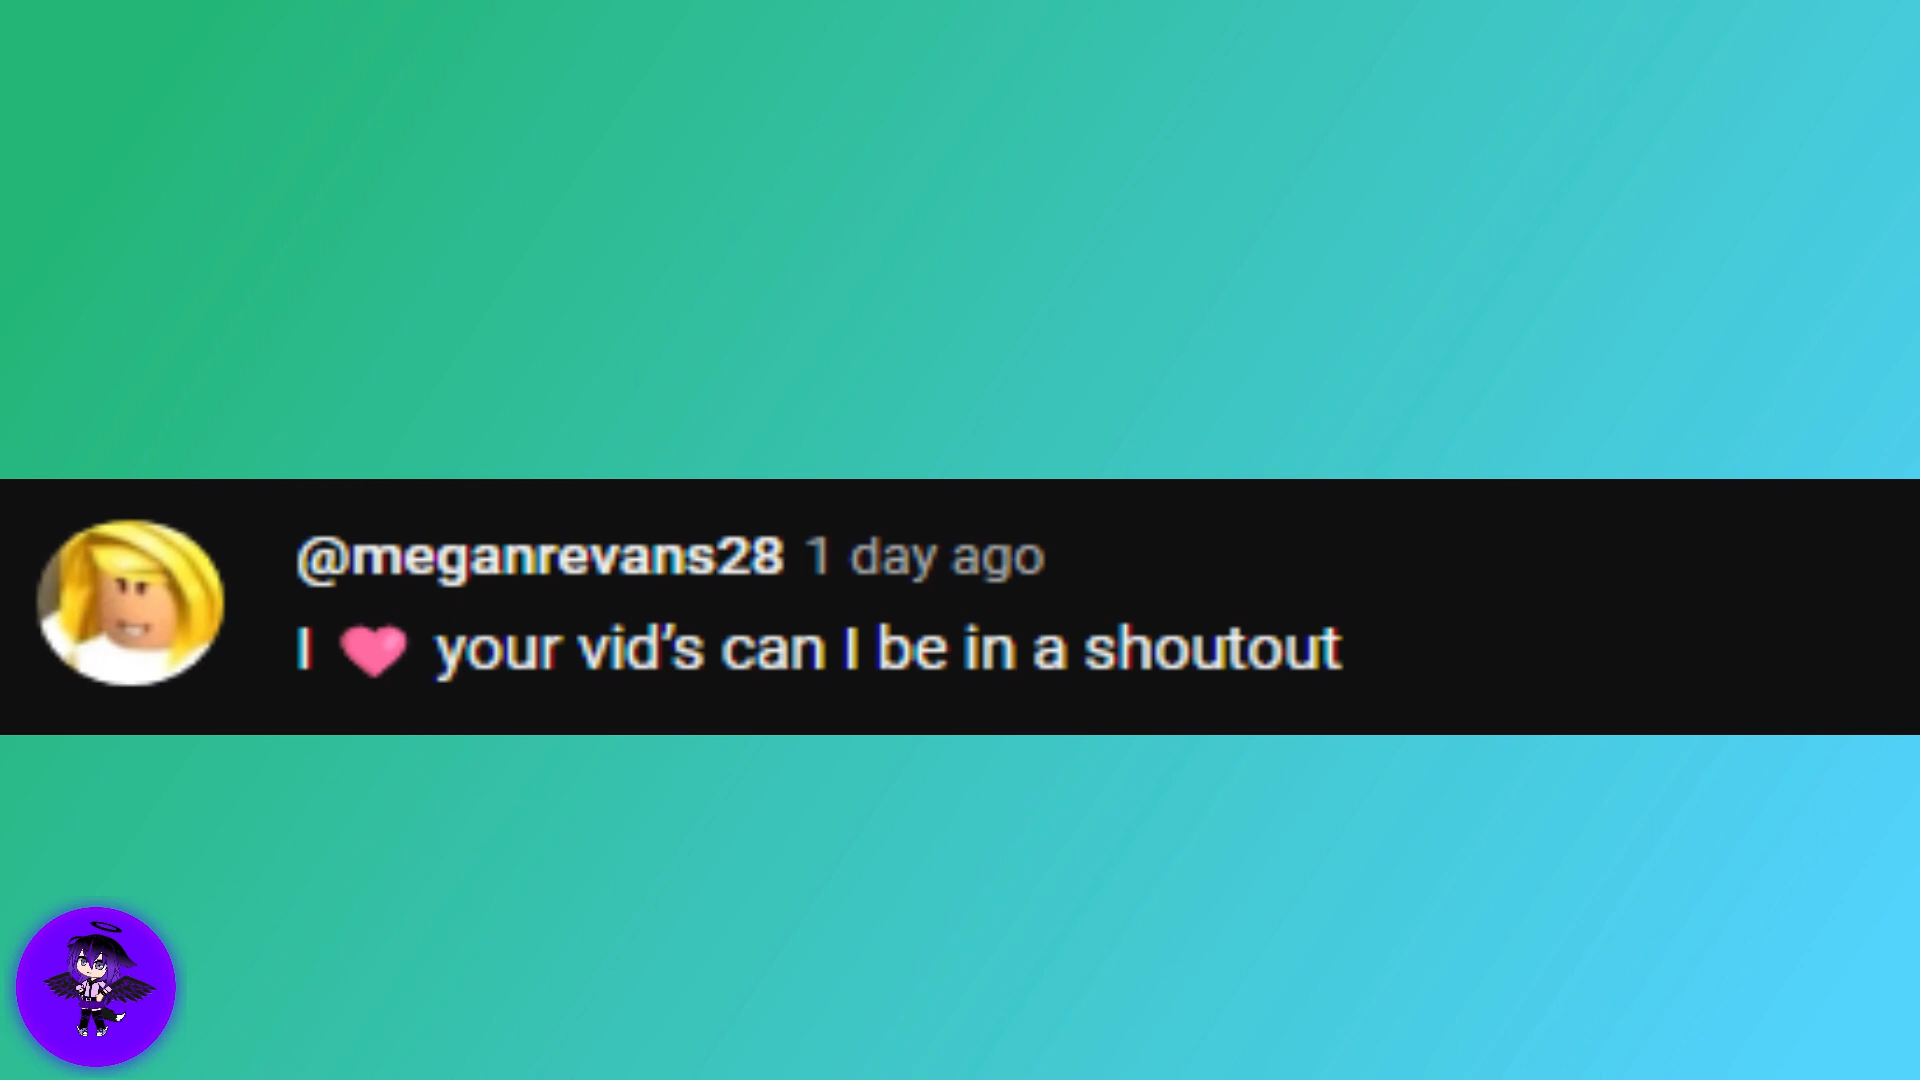 @meganrevans28 1 day ago
I 🩷 your vid’s can I be in a shoutout